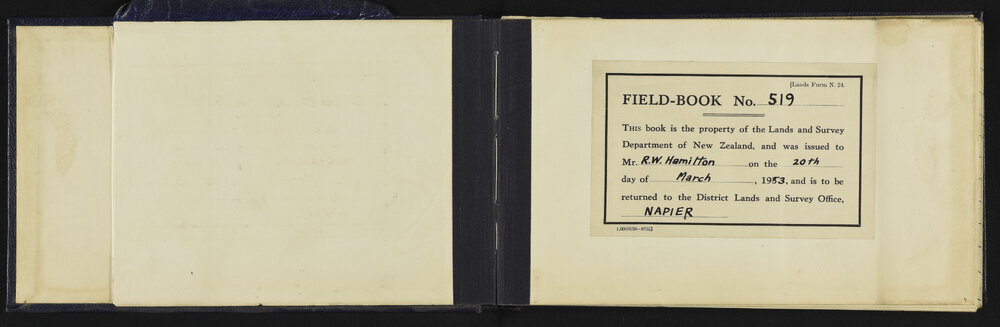 [Lands Form N. 24.
FIELD-BOOK No. 519
THIS book is the property of the Lands and Survey
Department of New Zealand, and was issued to
Mr. R.W. Hamilton on the 20th
day of March, 1953, and is to be
returned to the District Lands and Survey Office,
NAPIER